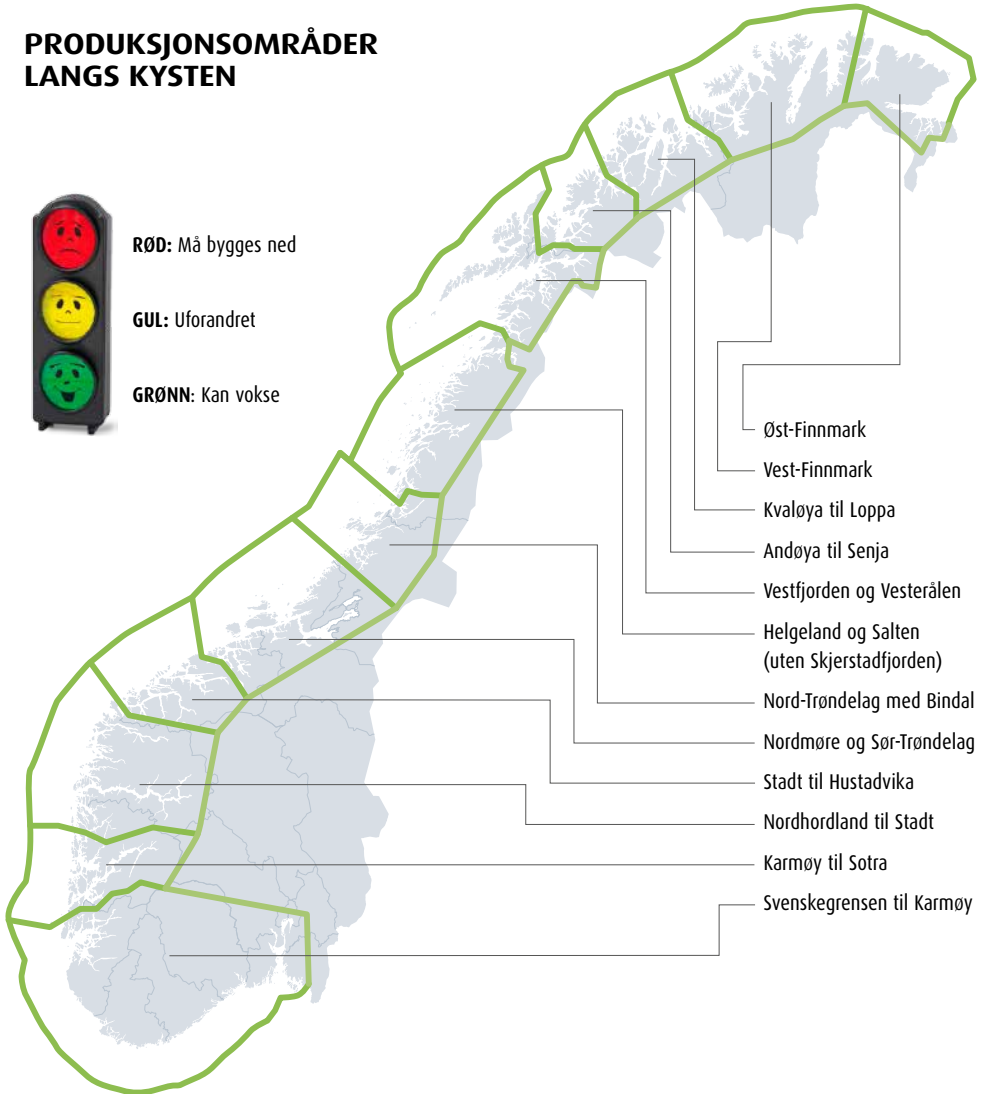 PRODUKSJONSOMRÅDER
LANGS KYSTEN
RØD: Må bygges ned
GUL: Uforandret
GRØNN: Kan vokse
Øst-Finnmark
Vest-Finnmark
Kvaløya til Loppa
Andøya til Senja
Vestfjorden og Vesterålen
Helgeland og Salten
(uten Skjerstadfjorden)
Nord-Trøndelag med Bindal
Nordmøre og Sør-Trøndelag
Stadt til Hustadvika
Nordhordland til Stadt
Karmøy til Sotra
Svenskegrensen til Karmøy